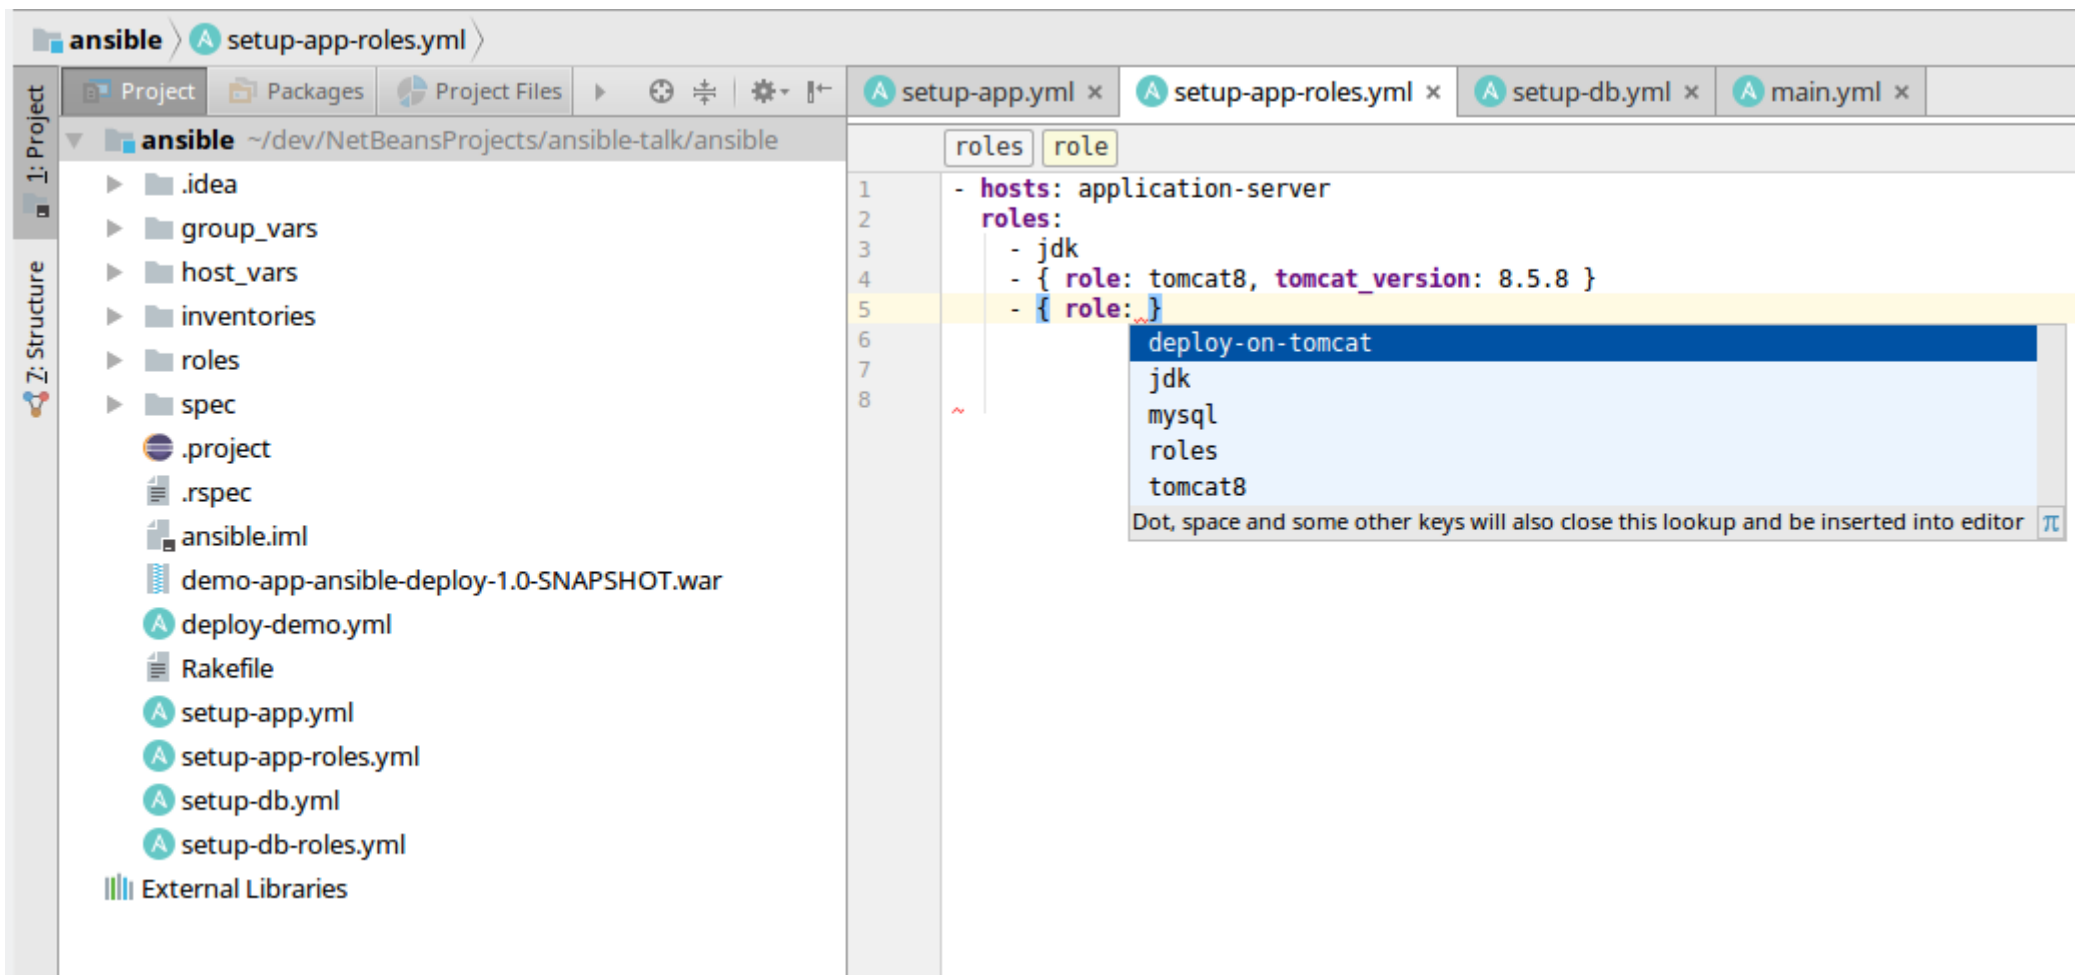 ansible setup-app-roles.yml
1: Project
7: Structure
Project Packages Project Files
ansible ~/dev/NetBeansProjects/ansible-talk/ansible
.idea
group_vars
host_vars
inventories
roles
spec
.project
.rspec
ansible.iml
demo-app-ansible-deploy-1.0-SNAPSHOT.war
deploy-demo.yml
Rakefile
setup-app.yml
setup-app-roles.yml
setup-db.yml
setup-db-roles.yml
External Libraries
setup-app.yml × setup-app-roles.yml × setup-db.yml × main.yml ×
roles role
1 - hosts: application-server
2 roles:
3 - jdk
4 - { role: tomcat8, tomcat_version: 8.5.8 }
5 - { role: }
6
7
8
deploy-on-tomcat
jdk
mysql
roles
tomcat8
Dot, space and some other keys will also close this lookup and be inserted into editor π